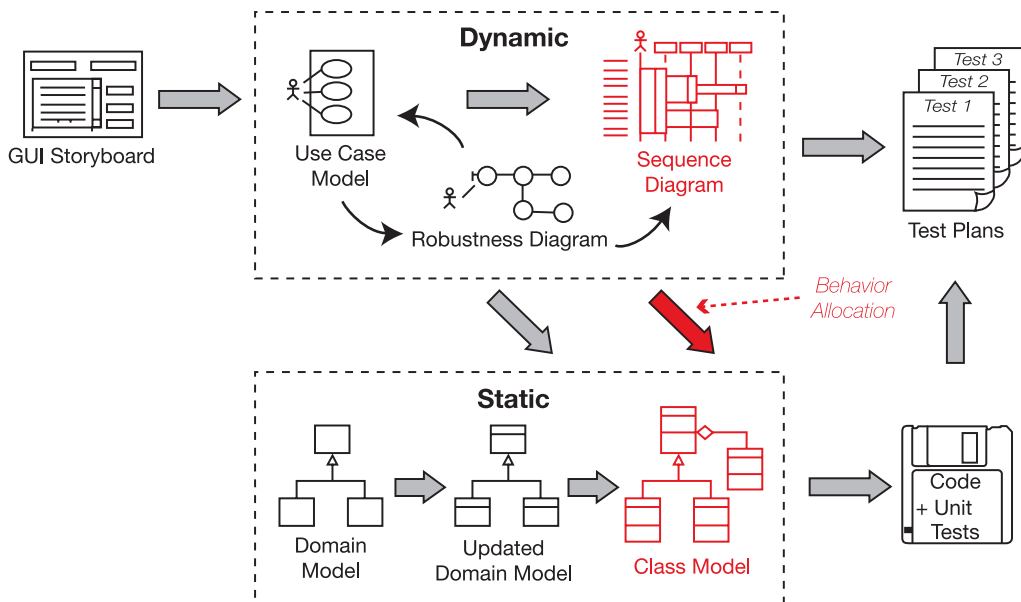 Dynamic
GUI Storyboard
Use Case
Model
Robustness Diagram
Sequence
Diagram
Test 3
Test 2
Test 1
Test Plans
Behavior
Allocation
Static
Domain
Model
Updated
Domain Model
Class Model
Code
+ Unit
Tests